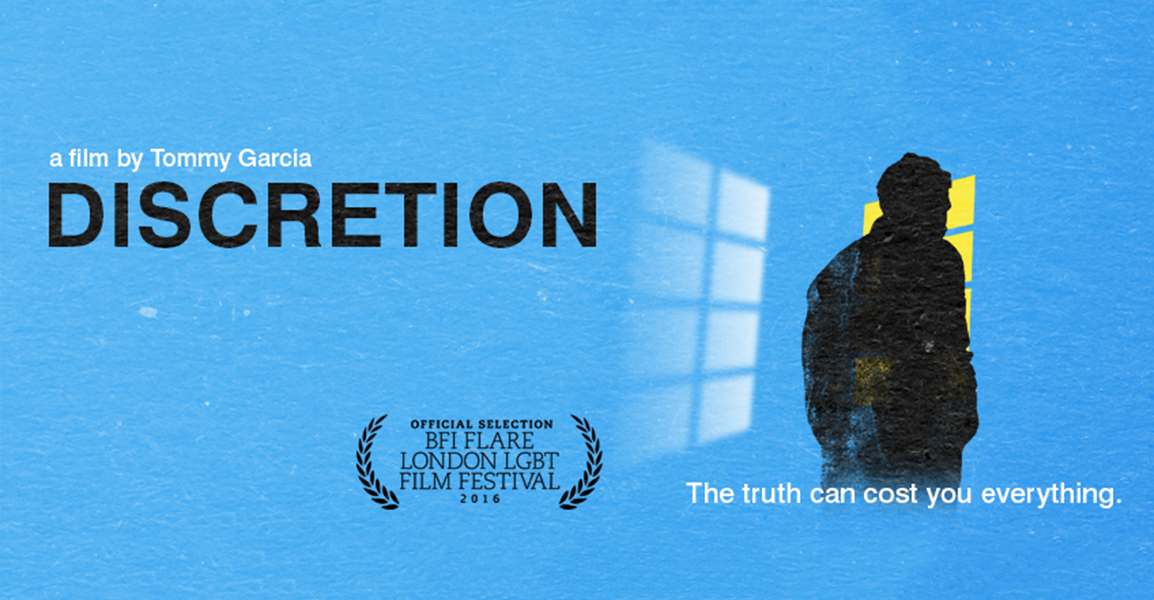 a film by Tommy Garcia
DISCRETION
OFFICIAL SELECTION
BFI FLARE
LONDON LGBT
FILM FESTIVAL
2016
The truth can cost you everything.